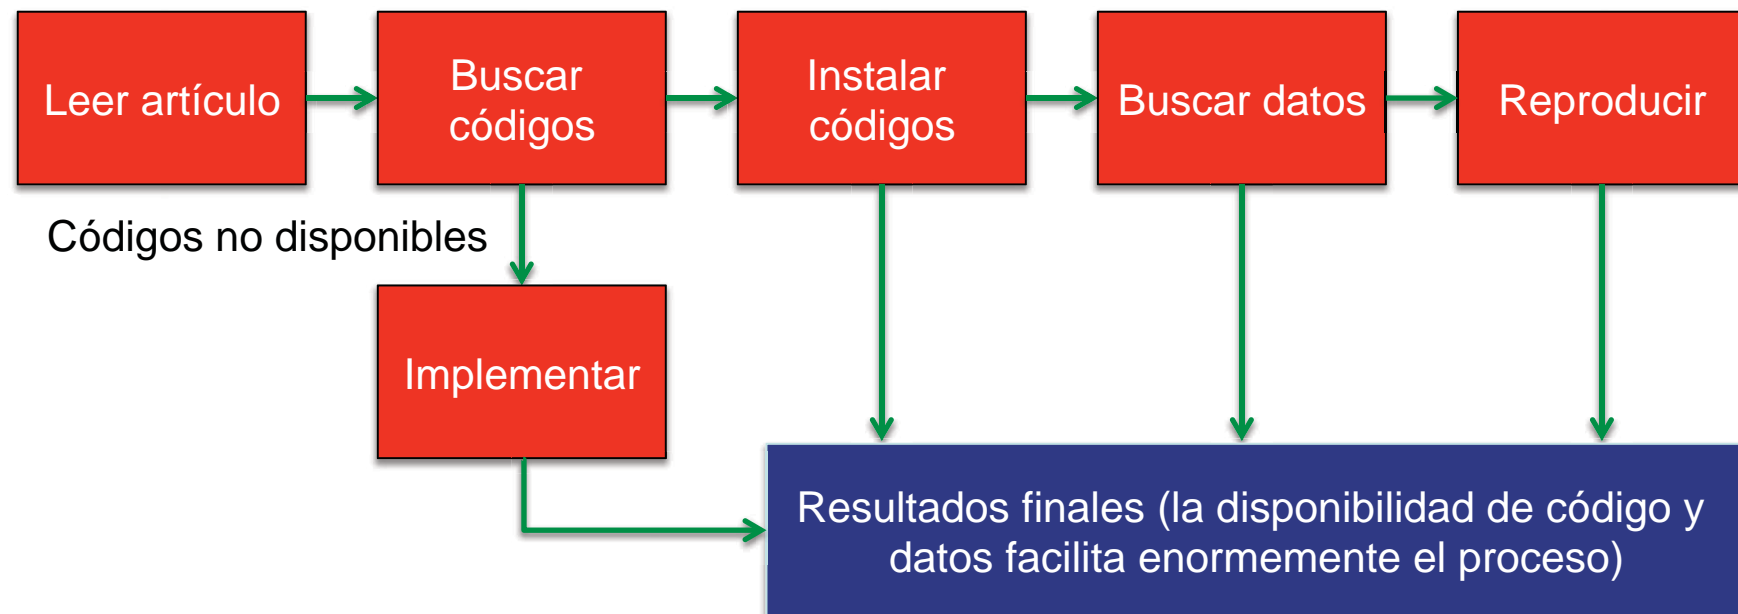 Leer artículo
Buscar
códigos
Instalar
códigos
Buscar datos
Reproducir
Códigos no disponibles
Implementar
Resultados finales (la disponibilidad de código y
datos facilita enormemente el proceso)